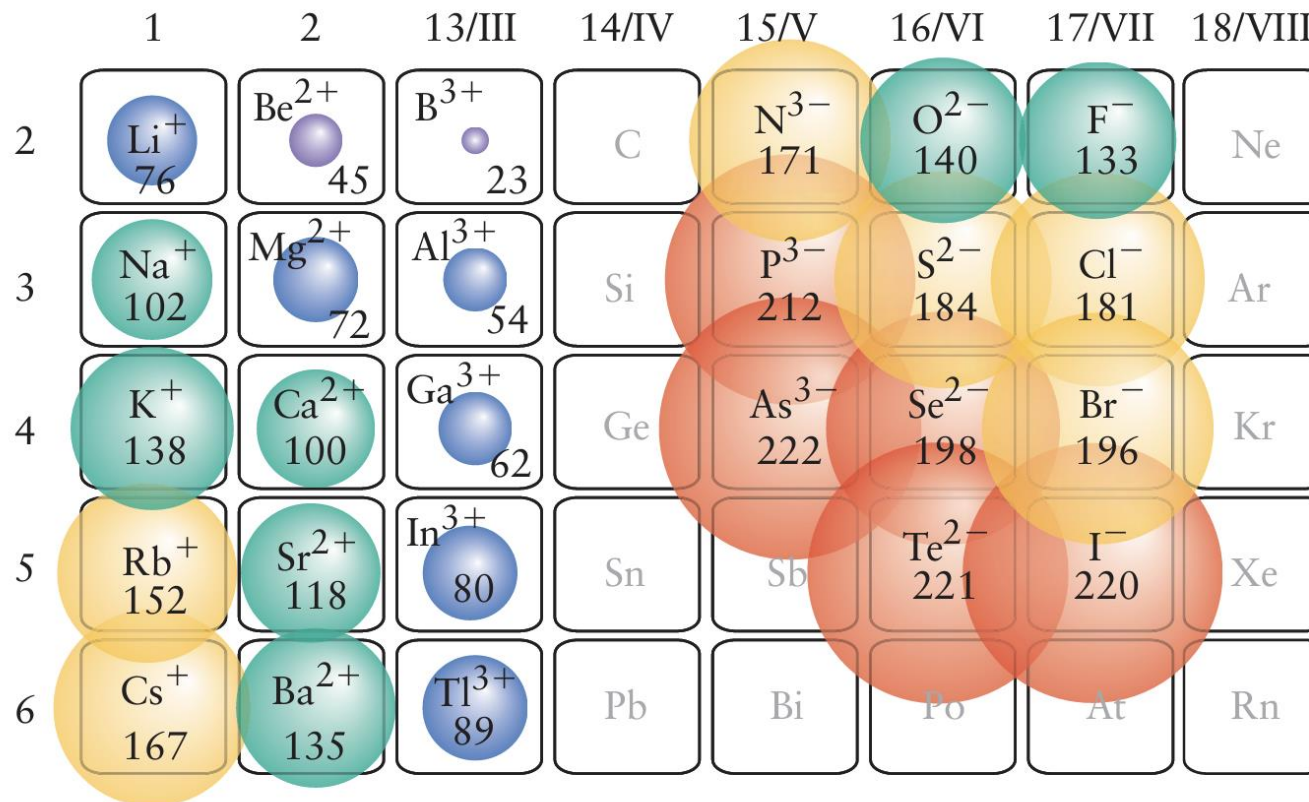 1 2 13/III 14/IV 15/V 16/VI 17/VII 18/VIII
2 Li⁺ 76 Be²⁺ 45 B³⁺ 23 C N³⁻ 171 O²⁻ 140 F⁻ 133 Ne
3 Na⁺ 102 Mg²⁺ 72 Al³⁺ 54 Si P³⁻ 212 S²⁻ 184 Cl⁻ 181 Ar
4 K⁺ 138 Ca²⁺ 100 Ga³⁺ 62 Ge As³⁻ 222 Se²⁻ 198 Br⁻ 196 Kr
5 Rb⁺ 152 Sr²⁺ 118 In³⁺ 80 Sn Sb Te²⁻ 221 I⁻ 220 Xe
6 Cs⁺ 167 Ba²⁺ 135 Tl³⁺ 89 Pb Bi Po At Rn